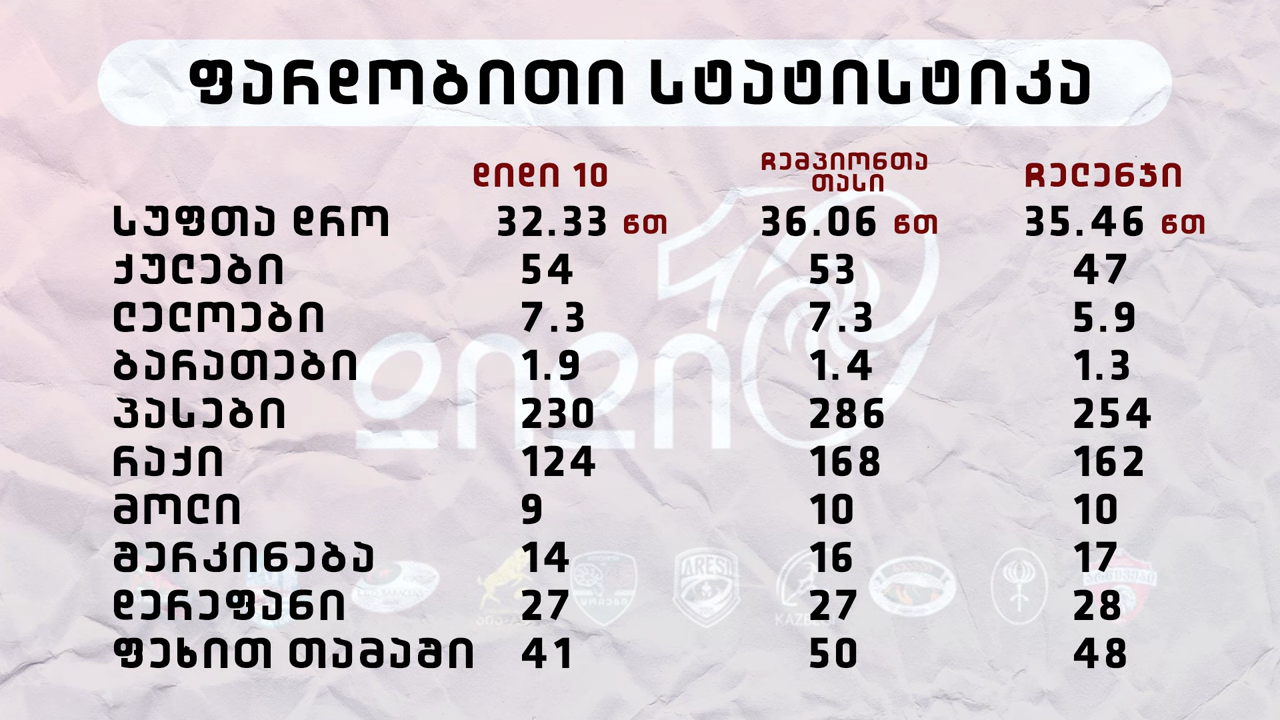 ფარდობითი სტატისტიკა
დიდი 10 ჩემპიონთა თასი ჩელენჯი
სუფთა დრო 32.33 წთ 36.06 წთ 35.46 წთ
ქულები 54 53 47
ლელოები 7.3 7.3 5.9
ბარათები 1.9 1.4 1.3
პასები 230 286 254
რაქი 124 168 162
მოლი 9 10 10
შერკინება 14 16 17
დერეფანი 27 27 28
ფეხით თამაში 41 50 48
დიდი 10